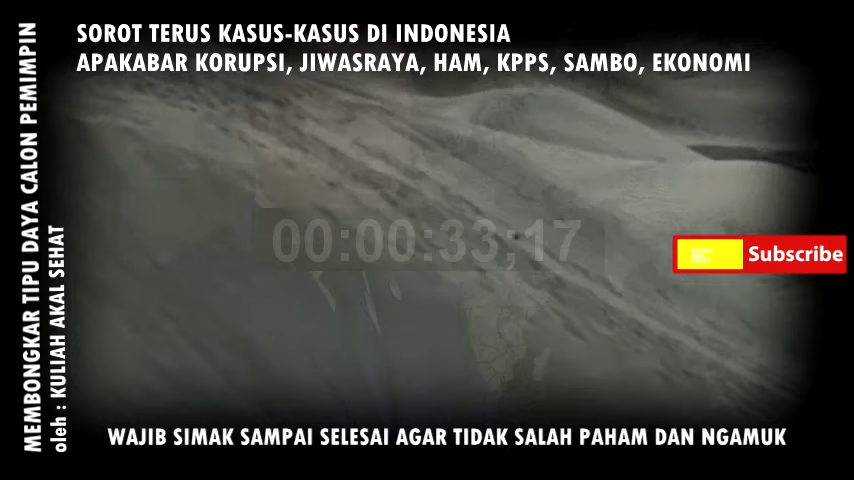 SOROT TERUS KASUS-KASUS DI INDONESIA
APAKABAR KORUPSI, JIWASRAYA, HAM, KPPS, SAMBO, EKONOMI
MEMBONGKAR TIPU DAYA CALON PEMIMPIN
oleh : KULIAH AKAL SEHAT
00:00:33;17
Subscribe
WAJIB SIMAK SAMPAI SELESAI AGAR TIDAK SALAH PAHAM DAN NGAMUK